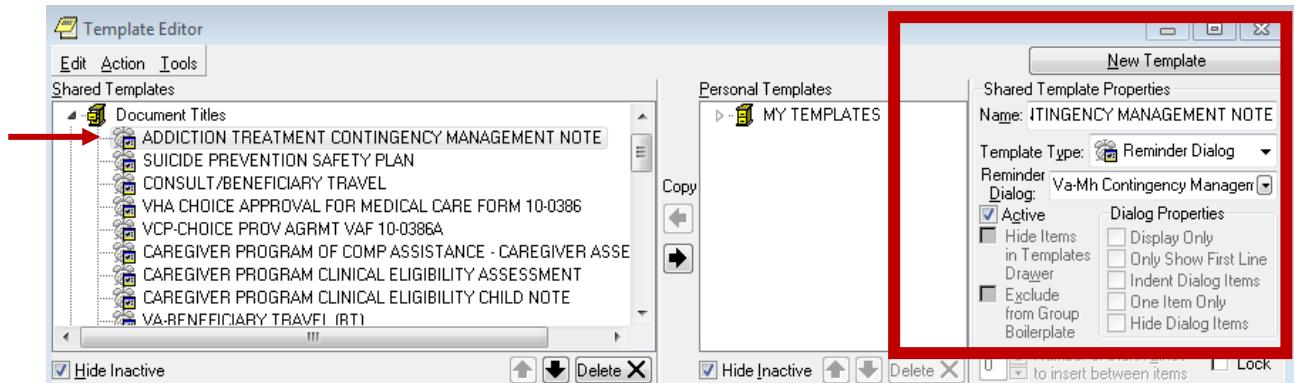 Template Editor
Edit Action Tools
New Template
Shared Templates
Document Titles
ADDICTION TREATMENT CONTINGENCY MANAGEMENT NOTE
SUICIDE PREVENTION SAFETY PLAN
CONSULT/BENEFICIARY TRAVEL
VHA CHOICE APPROVAL FOR MEDICAL CARE FORM 10-0386
VCP-CHOICE PROV AGRMT VAF 10-0386A
CAREGIVER PROGRAM OF COMP ASSISTANCE - CAREGIVER ASSE
CAREGIVER PROGRAM CLINICAL ELIGIBILITY ASSESSMENT
CAREGIVER PROGRAM CLINICAL ELIGIBILITY CHILD NOTE
VA-BENEFICIARY TRAVEL (BT)
Hide Inactive
Delete
Copy
Personal Templates
MY TEMPLATES
Hide Inactive
Delete
Shared Template Properties
Name: ITINGENCY MANAGEMENT NOTE
Template Type: Reminder Dialog
Reminder
Dialog: Va-Mh Contingency Managem
Active
Hide Items
in Templates
Drawer
Exclude
from Group
Boilerplate
Dialog Properties
Display Only
Only Show First Line
Indent Dialog Items
One Item Only
Hide Dialog Items
0
to insert between items
Lock